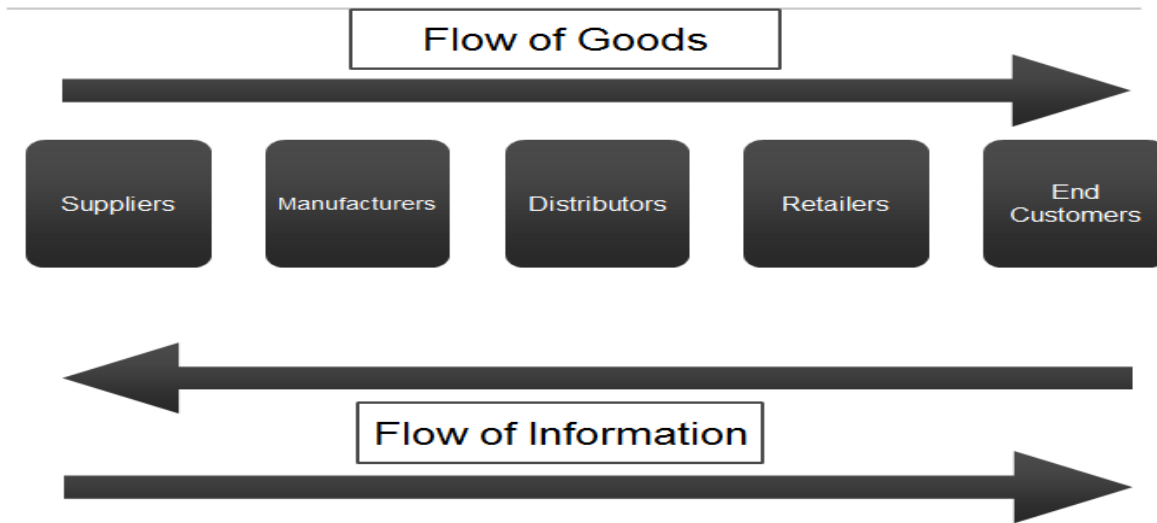 Flow of Goods
Suppliers
Manufacturers
Distributors
Retailers
End
Customers
Flow of Information